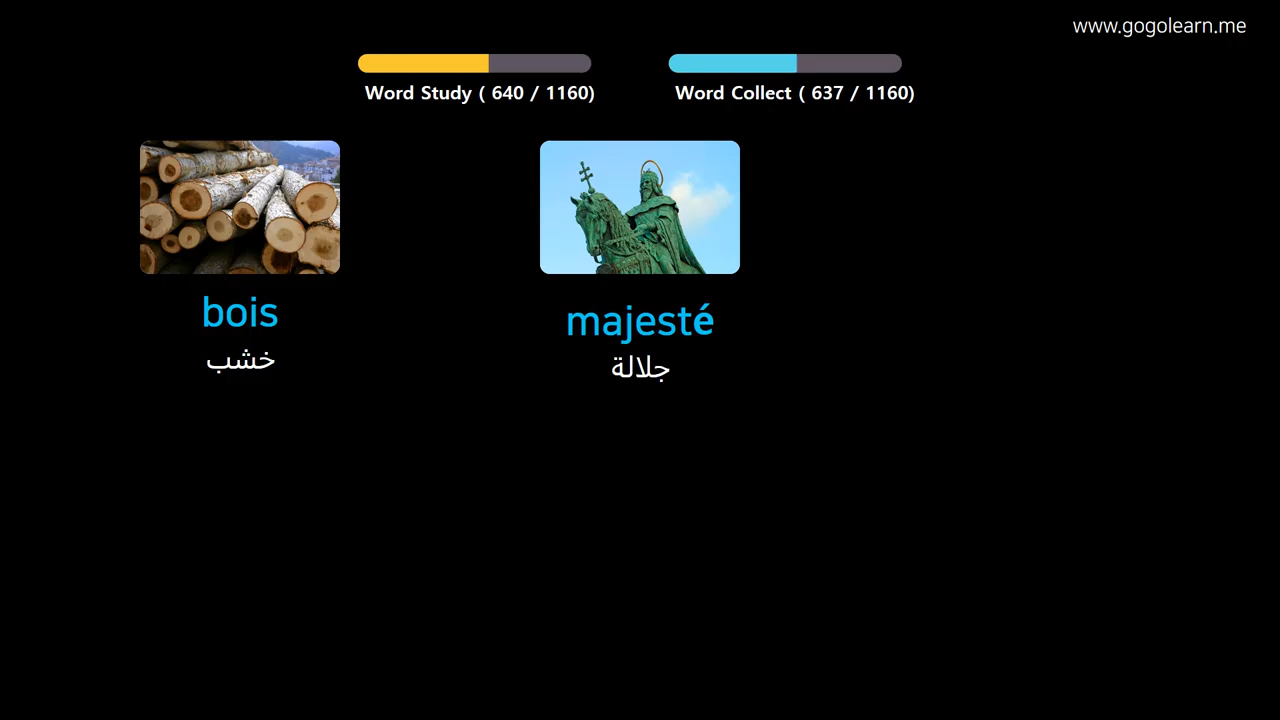 www.gogolearn.me
Word Study ( 640 / 1160)
Word Collect ( 637 / 1160)
bois
خشب
majesté
جلالة